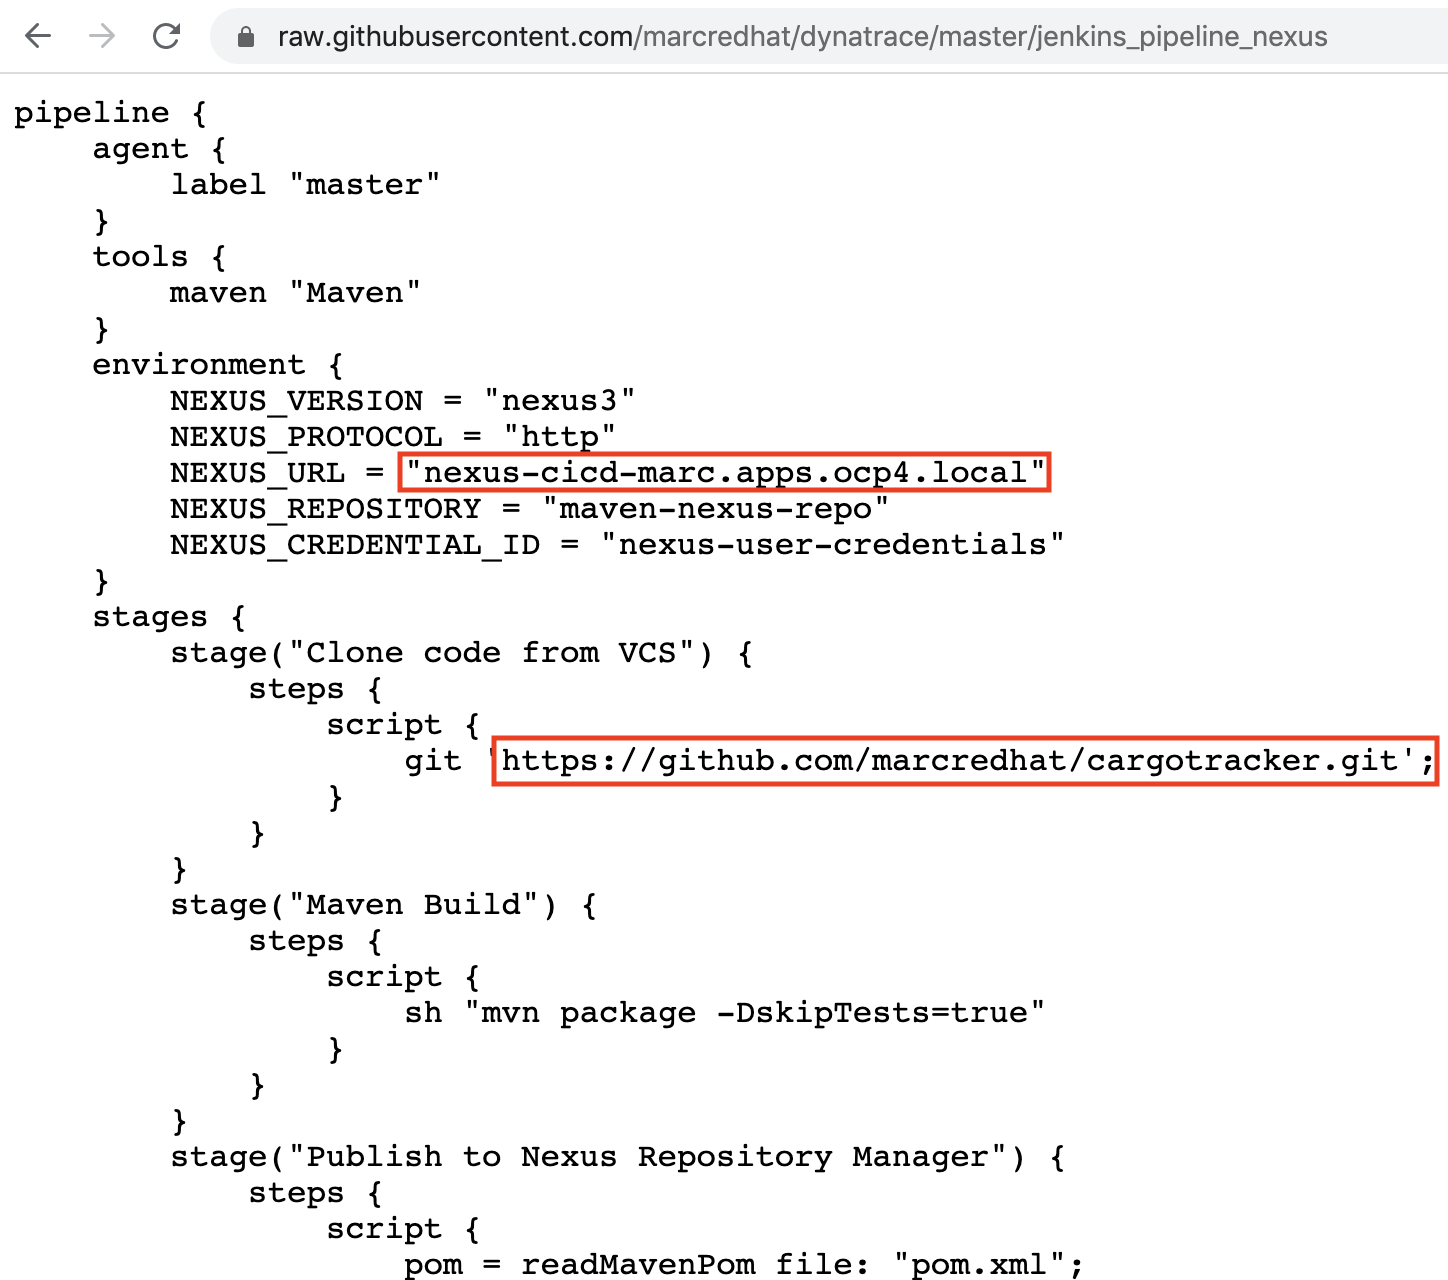 raw.githubusercontent.com/marcredhat/dynatrace/master/jenkins_pipeline_nexus
pipeline {
    agent {
        label "master"
    }
    tools {
        maven "Maven"
    }
    environment {
        NEXUS_VERSION = "nexus3"
        NEXUS_PROTOCOL = "http"
        NEXUS_URL = "nexus-cicd-marc.apps.ocp4.local"
        NEXUS_REPOSITORY = "maven-nexus-repo"
        NEXUS_CREDENTIAL_ID = "nexus-user-credentials"
    }
    stages {
        stage("Clone code from VCS") {
            steps {
                script {
                    git 'https://github.com/marcredhat/cargotracker.git';
                }
            }
        }
        stage("Maven Build") {
            steps {
                script {
                    sh "mvn package -DskipTests=true"
                }
            }
        }
        stage("Publish to Nexus Repository Manager") {
            steps {
                script {
                    pom = readMavenPom file: "pom.xml";